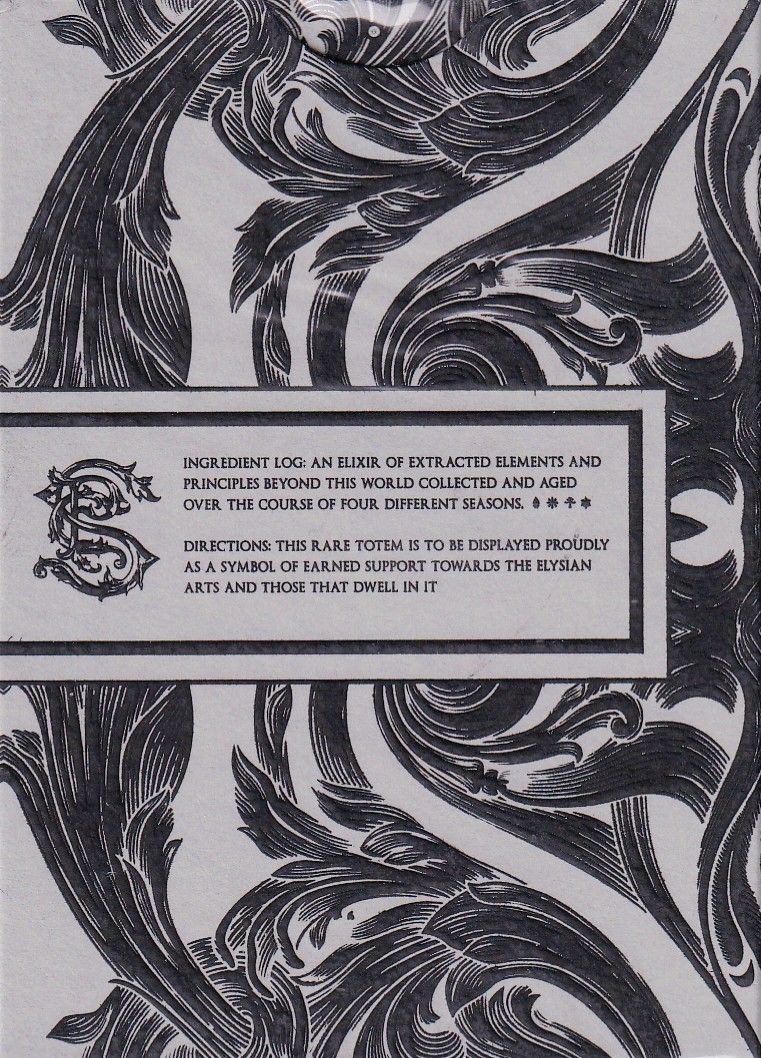 INGREDIENT LOG: AN ELIXIR OF EXTRACTED ELEMENTS AND
PRINCIPLES BEYOND THIS WORLD COLLECTED AND AGED
OVER THE COURSE OF FOUR DIFFERENT SEASONS.
DIRECTIONS: THIS RARE TOTEM IS TO BE DISPLAYED PROUDLY
AS A SYMBOL OF EARNED SUPPORT TOWARDS THE ELYSIAN
ARTS AND THOSE THAT DWELL IN IT